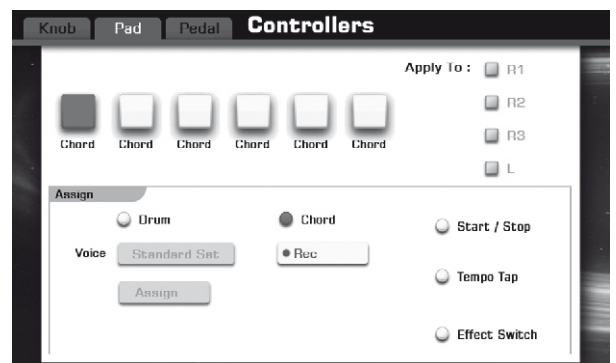 Knob Pad Pedal Controllers
Apply To : R1
R2
R3
L
Chord Chord Chord Chord Chord Chord
Assign
Drum Chord Start / Stop
Voice Standard Set Rec
Tempo Tap
Assign
Effect Switch